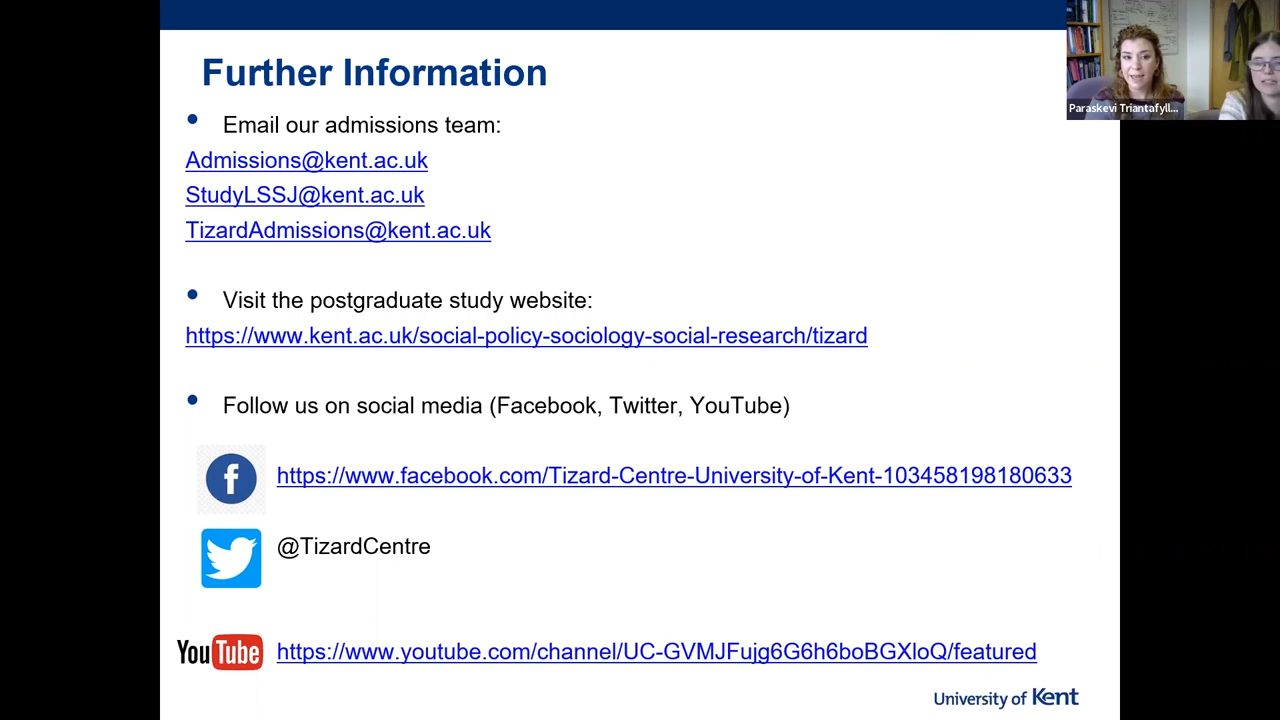 Further Information
• Email our admissions team:
Admissions@kent.ac.uk
StudyLSSJ@kent.ac.uk
TizardAdmissions@kent.ac.uk
• Visit the postgraduate study website:
https://www.kent.ac.uk/social-policy-sociology-social-research/tizard
• Follow us on social media (Facebook, Twitter, YouTube)
f https://www.facebook.com/Tizard-Centre-University-of-Kent-103458198180633
@TizardCentre
YouTube https://www.youtube.com/channel/UC-GVMJFujg6G6h6boBGXloQ/featured
University of Kent
Paraskevi Triantafyll...